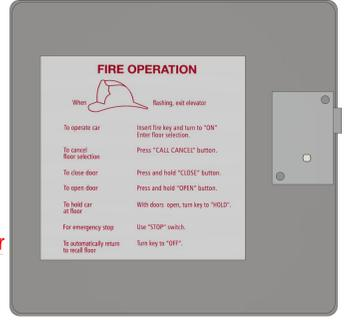 FIRE OPERATION
When flashing, exit elevator
To operate car Insert fire key and turn to "ON"
Enter floor selection.
To cancel Press "CALL CANCEL" button.
floor selection
To close door Press and hold "CLOSE" button.
To open door Press and hold "OPEN" button.
To hold car With doors open, turn key to "HOLD".
at floor
For emergency stop Use "STOP" switch.
To automatically return Turn key to "OFF".
to recall floor
r